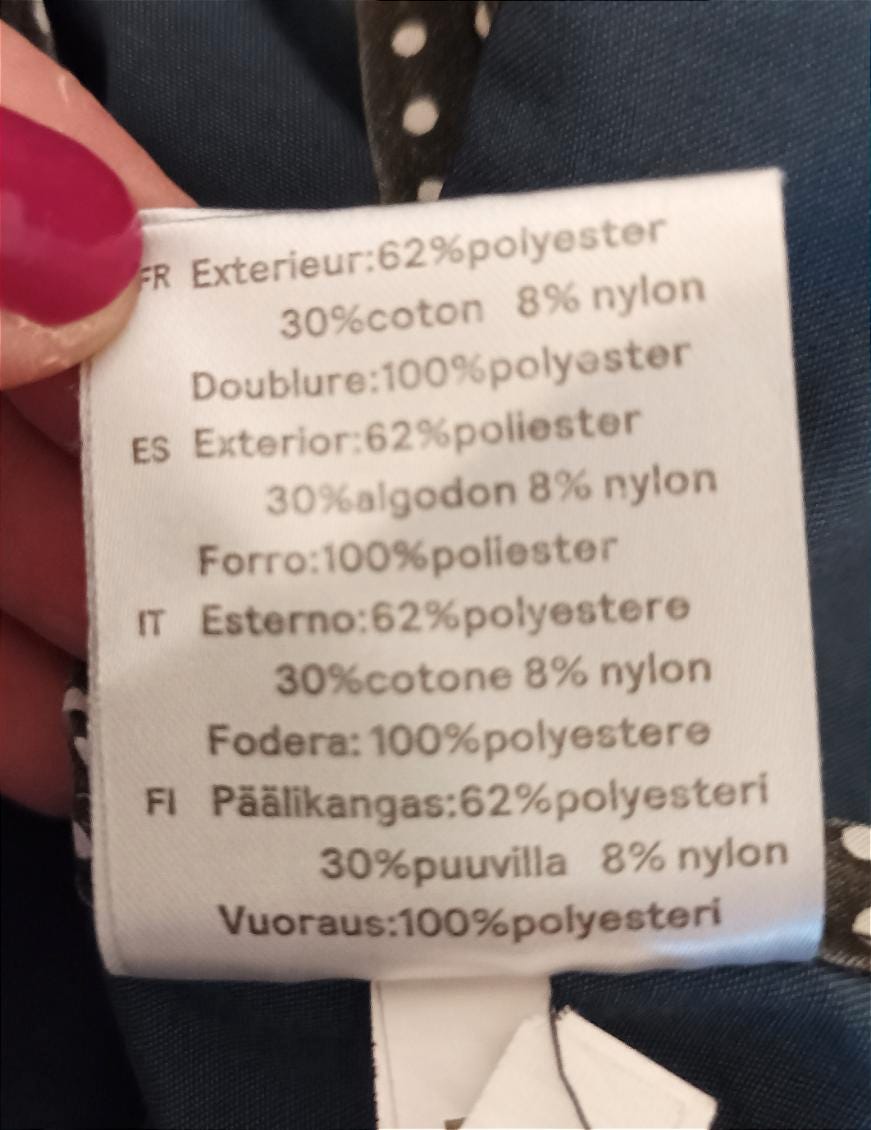 FR Exterieur:62%polyester
30%coton 8% nylon
Doublure:100%polyester
ES Exterior:62%poliester
30%algodon 8% nylon
Forro:100%poliester
IT Esterno:62%polyestere
30%cotone 8% nylon
Fodera: 100%polyestere
FI Päälikangas:62%polyesteri
30%puuvilla 8% nylon
Vuoraus:100%polyesteri